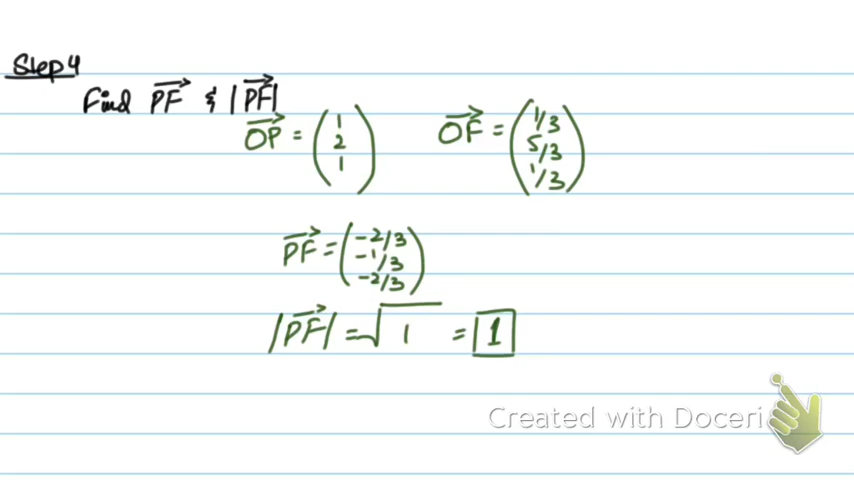 Step 4
Find PF & |PF|
OP = (1 2 1) OF = (1/3 5/3 1/3)
PF = (-2/3 -1/3 -2/3)
|PF| = √1 = 1
Created with Doceri